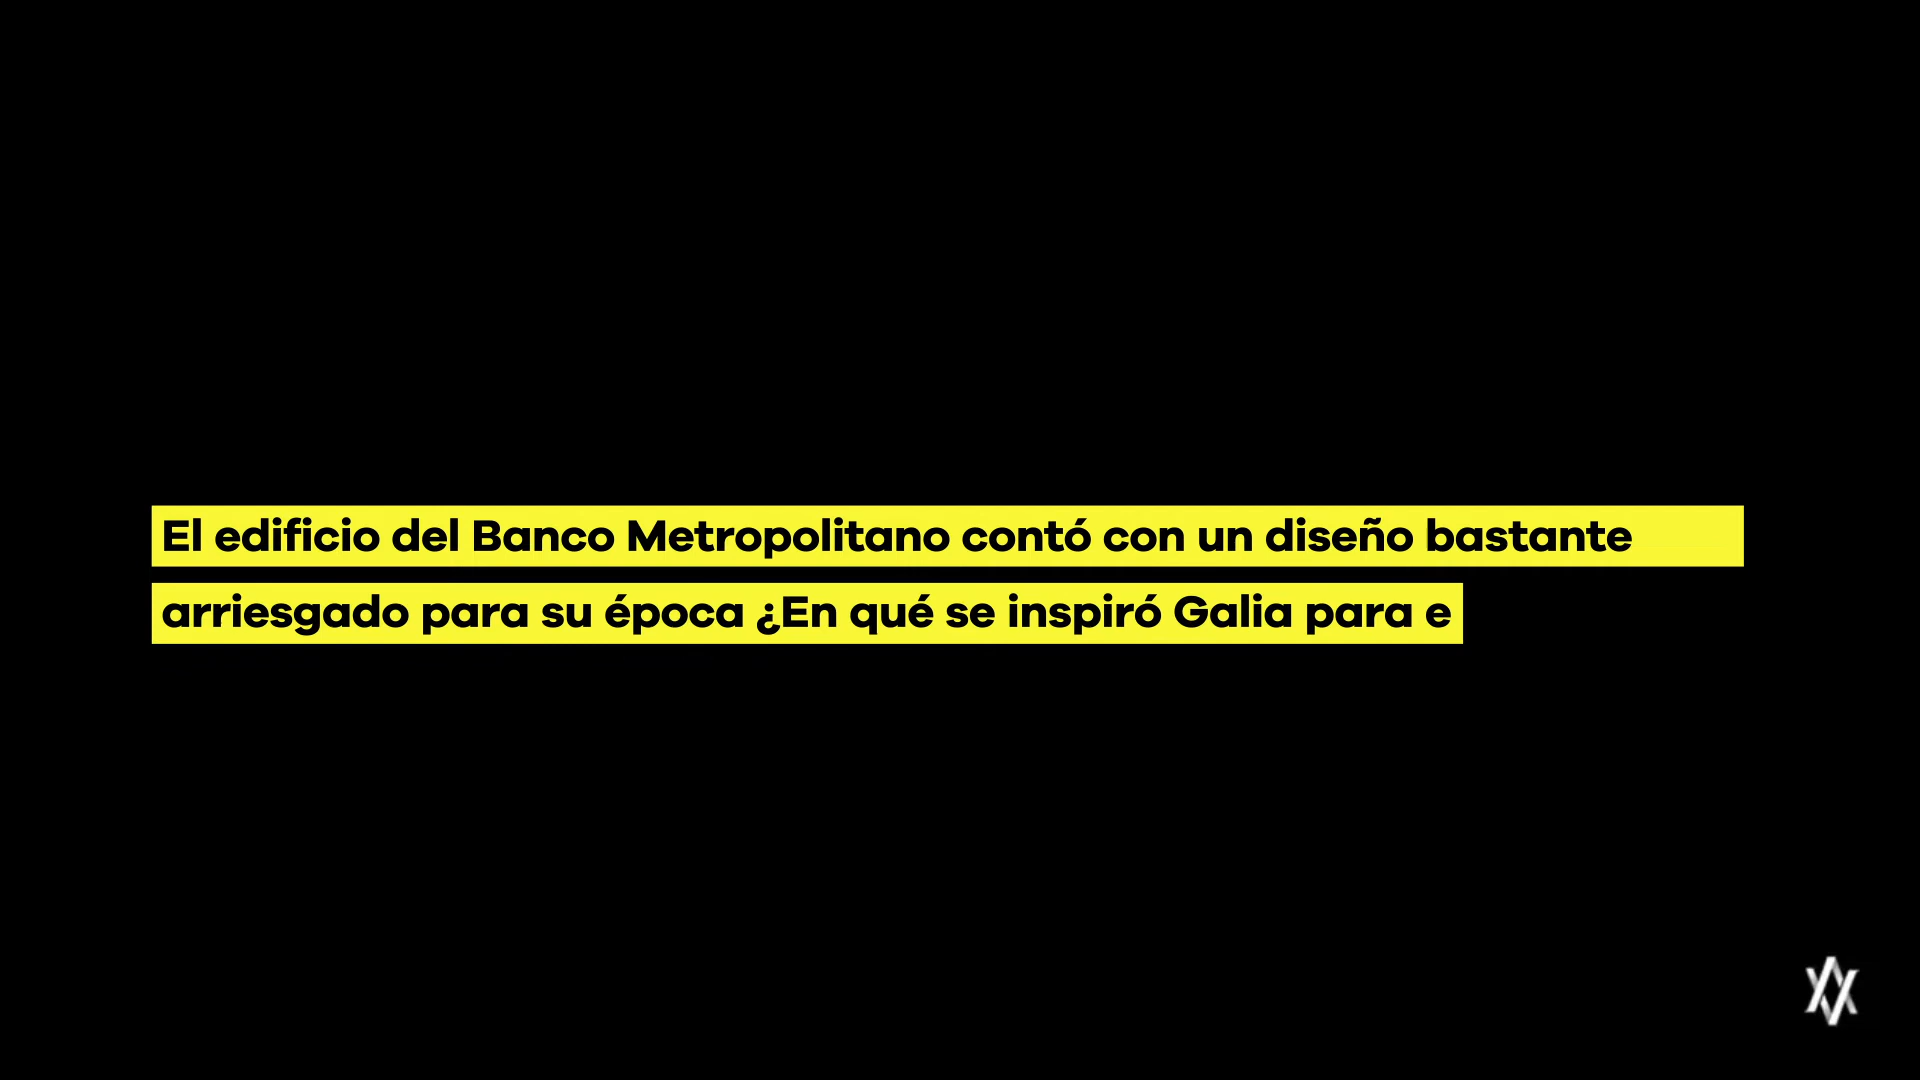 El edificio del Banco Metropolitano contó con un diseño bastante
arriesgado para su época ¿En qué se inspiró Galia para e